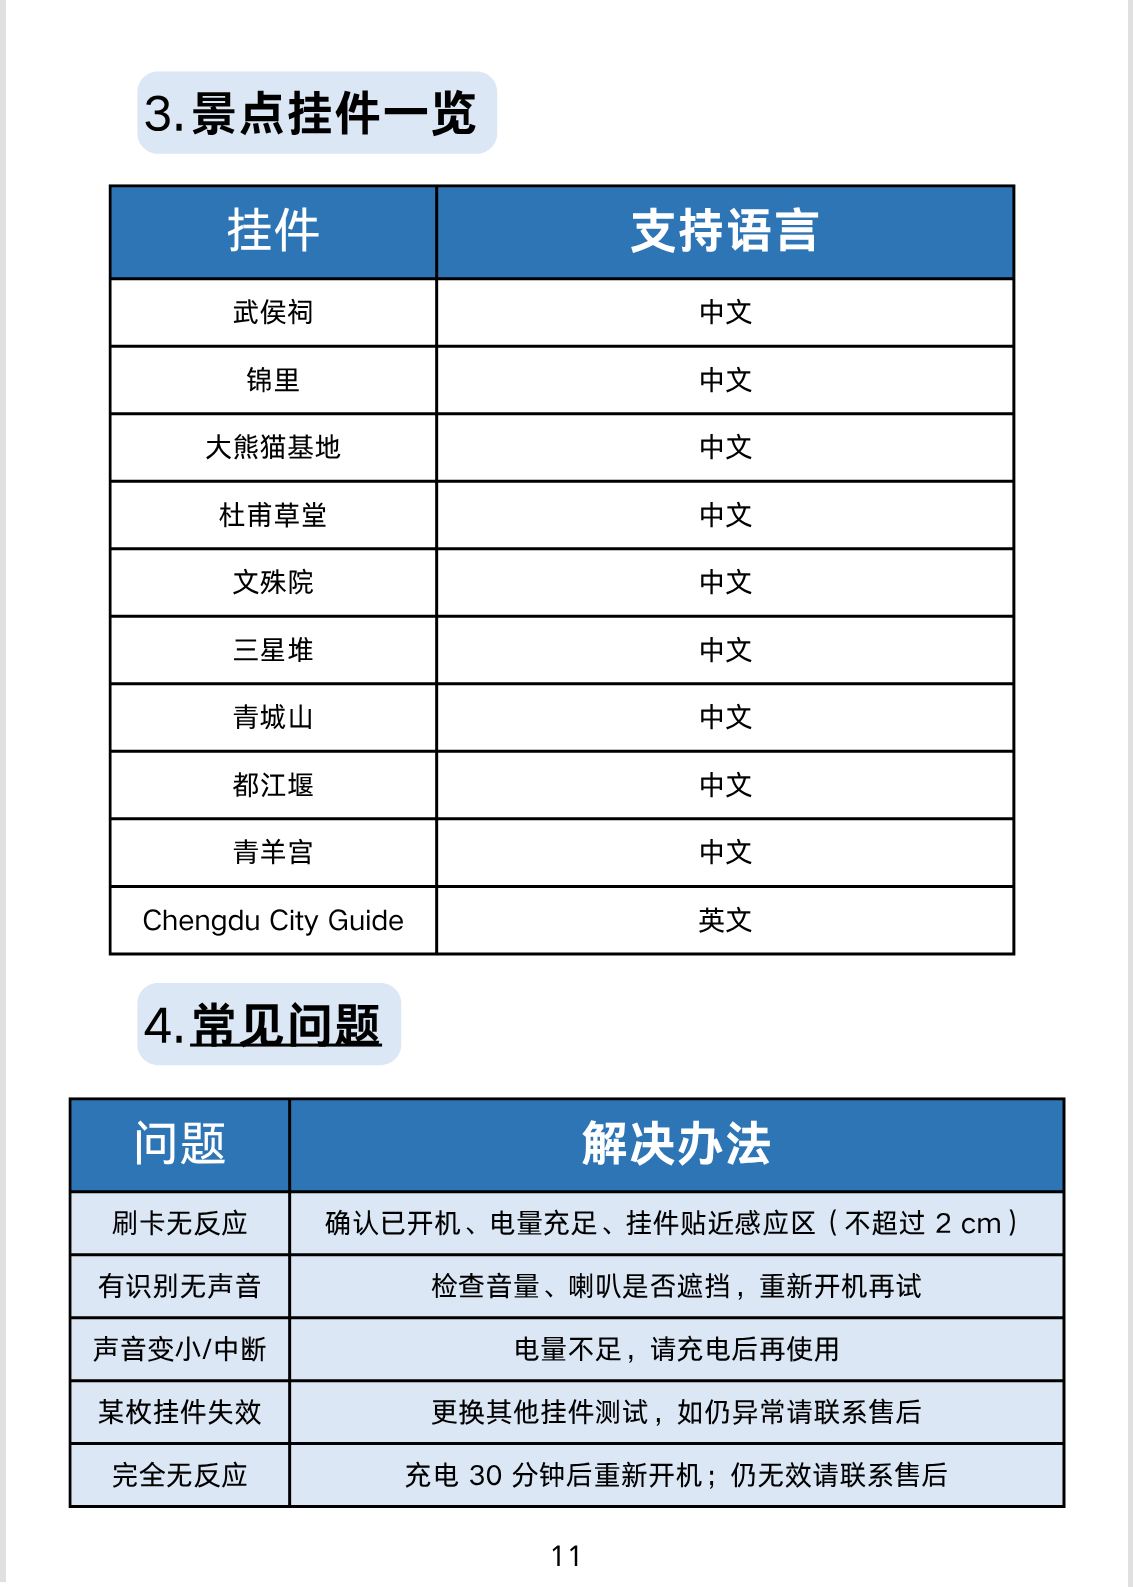 3.景点挂件一览
挂件 支持语言
武侯祠 中文
锦里 中文
大熊猫基地 中文
杜甫草堂 中文
文殊院 中文
三星堆 中文
青城山 中文
都江堰 中文
青羊宫 中文
Chengdu City Guide 英文
4.常见问题
问题 解决办法
刷卡无反应 确认已开机、电量充足、挂件贴近感应区（不超过 2 cm）
有识别无声音 检查音量、喇叭是否遮挡，重新开机再试
声音变小/中断 电量不足，请充电后再使用
某枚挂件失效 更换其他挂件测试，如仍异常请联系售后
完全无反应 充电 30 分钟后重新开机；仍无效请联系售后
11